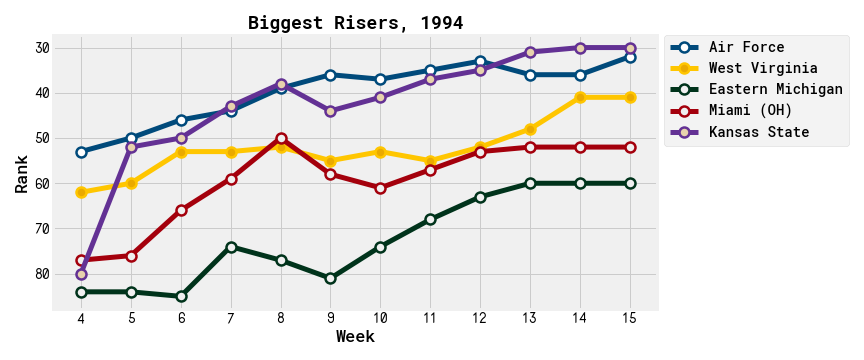 Biggest Risers, 1994
Air Force
West Virginia
Eastern Michigan
Miami (OH)
Kansas State
Rank
30
40
50
60
70
80
4 5 6 7 8 9 10 11 12 13 14 15
Week